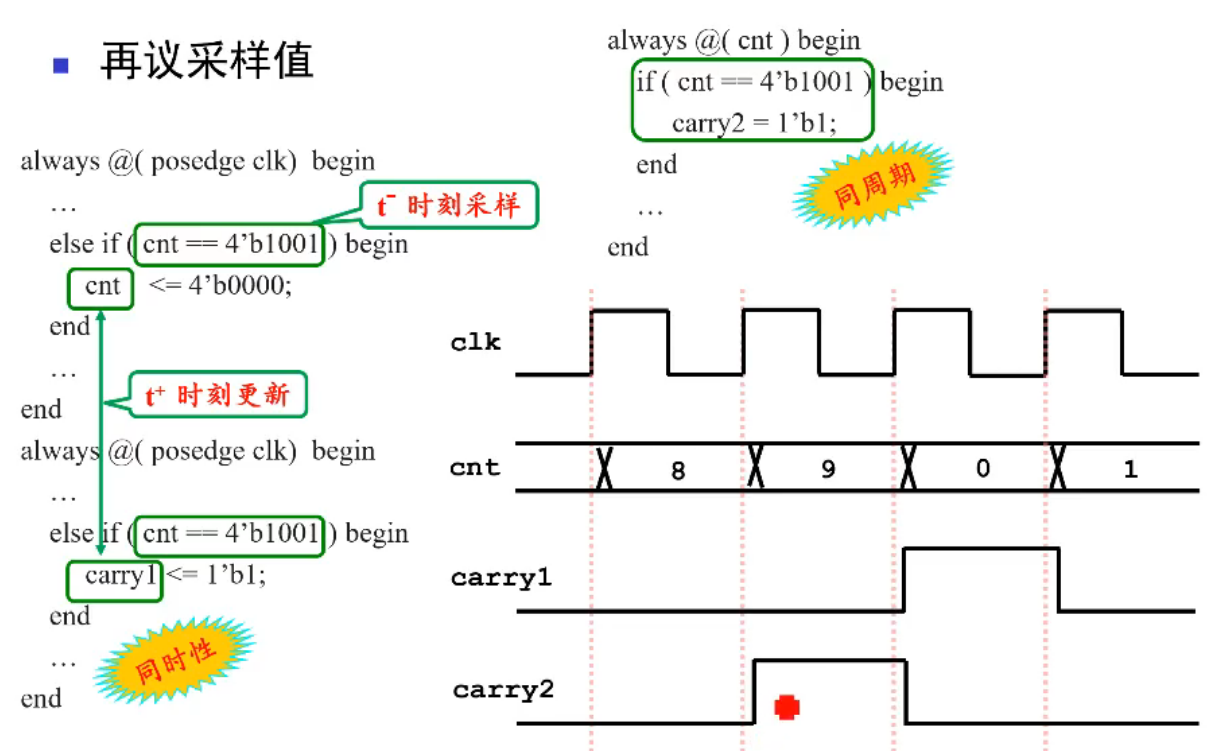 再议采样值
always @( posedge clk) begin
…
t⁻ 时刻采样
else if ( cnt == 4’b1001 ) begin
cnt <= 4’b0000;
end
…
t⁺ 时刻更新
end
always @( posedge clk) begin
…
else if ( cnt == 4’b1001 ) begin
carry1 <= 1’b1;
end
…
同时性
end
always @( cnt ) begin
if ( cnt == 4’b1001 ) begin
carry2 = 1’b1;
end
同周期
…
end
clk
cnt 8 9 0 1
carry1
carry2